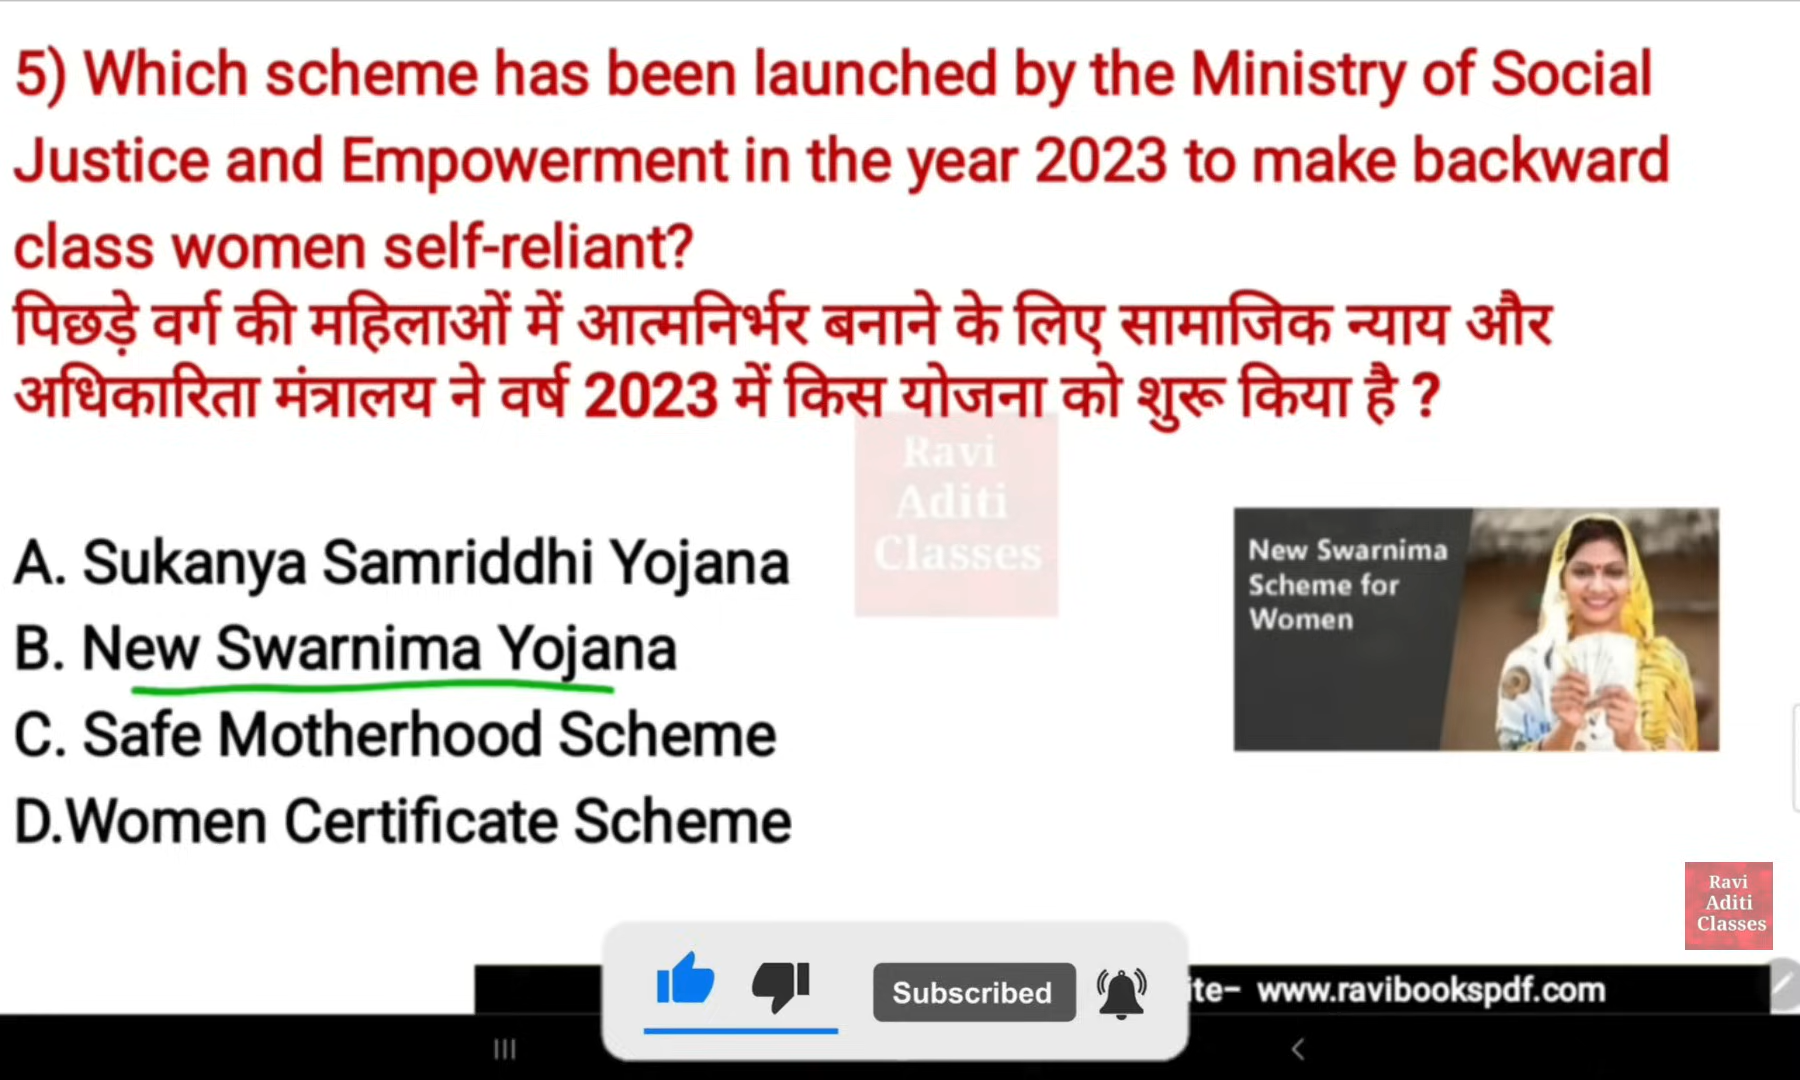 5) Which scheme has been launched by the Ministry of Social
Justice and Empowerment in the year 2023 to make backward
class women self-reliant?
पिछड़े वर्ग की महिलाओं में आत्मनिर्भर बनाने के लिए सामाजिक न्याय और
अधिकारिता मंत्रालय ने वर्ष 2023 में किस योजना को शुरू किया है ?
Ravi
Aditi
Classes
A. Sukanya Samriddhi Yojana
B. New Swarnima Yojana
C. Safe Motherhood Scheme
D.Women Certificate Scheme
New Swarnima
Scheme for
Women
Ravi
Aditi
Classes
Subscribed
ite- www.ravibookspdf.com